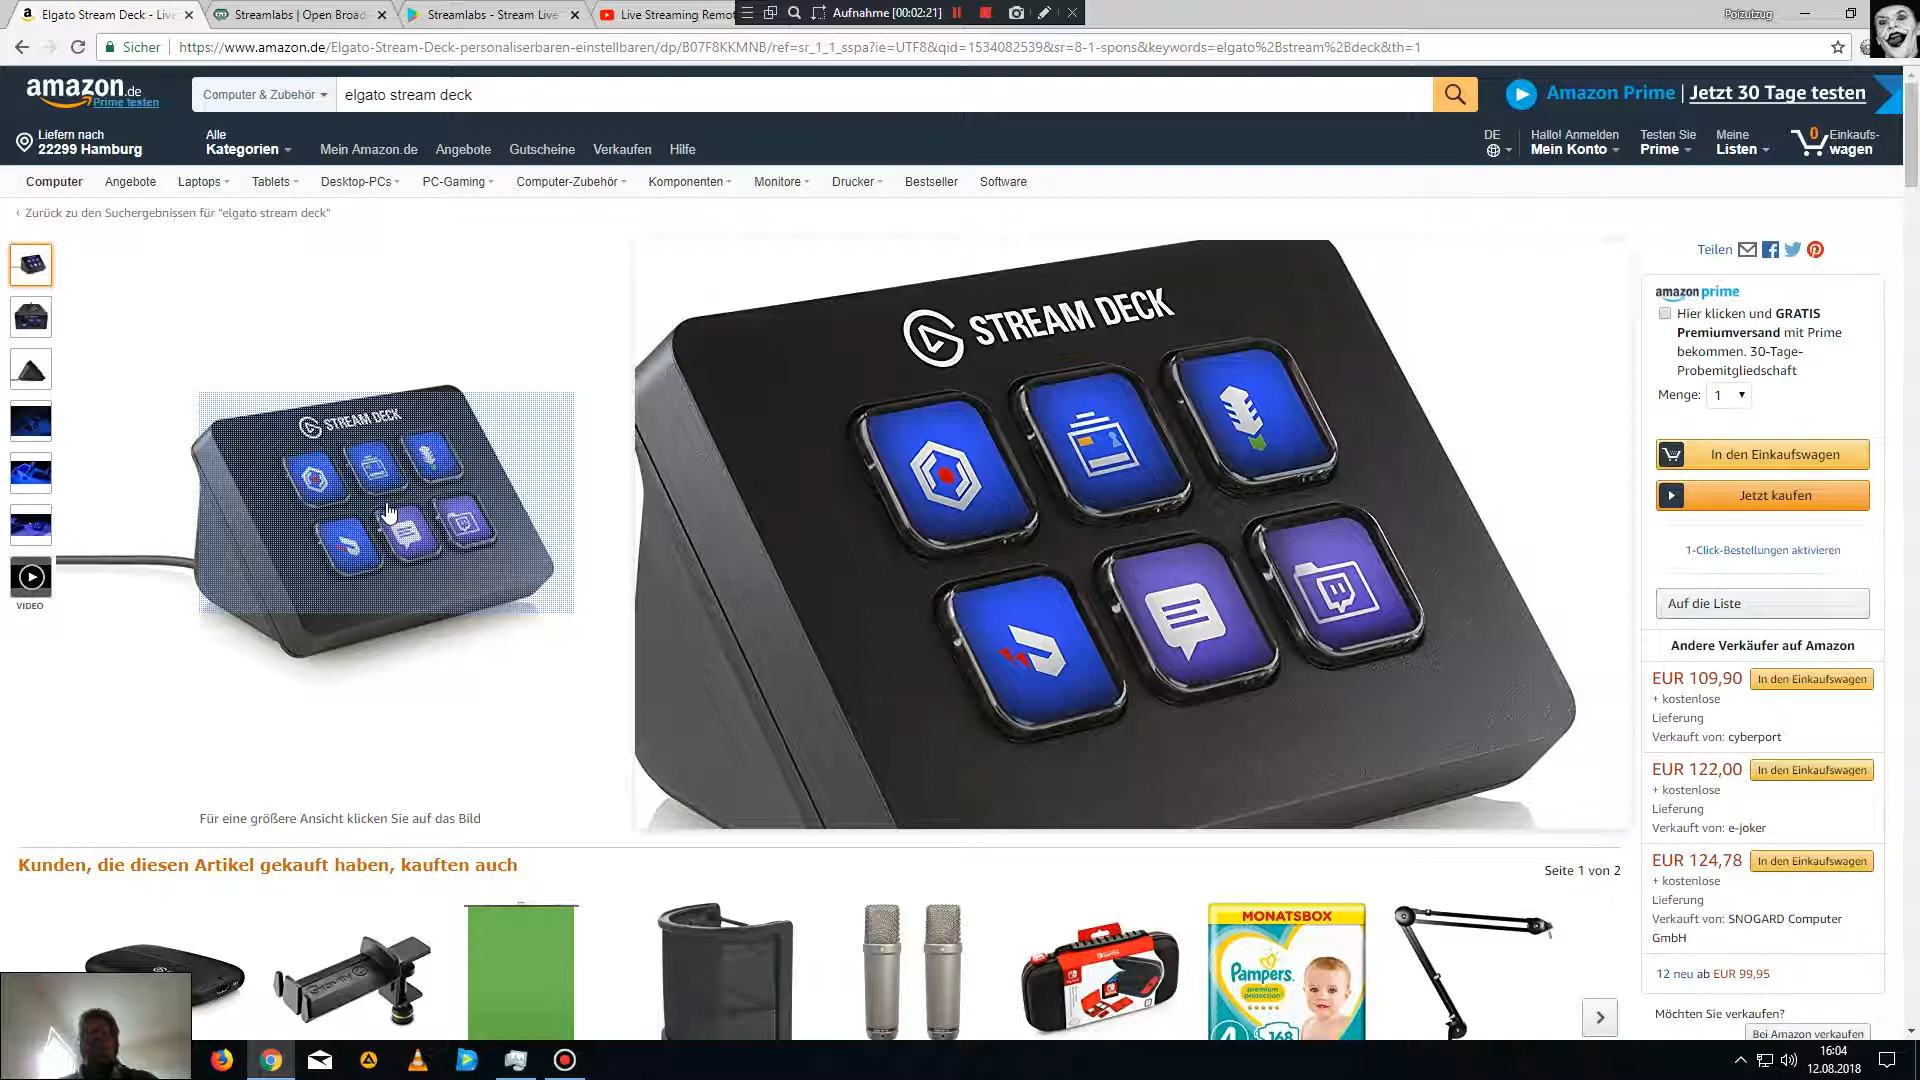 Elgato Stream Deck - Live
Streamlabs | Open Broad
Streamlabs - Stream Live
Live Streaming Remot
Aufnahme [00:02:21]
Poizutzug
Sicher
https://www.amazon.de/Elgato-Stream-Deck-personaliserbaren-einstellbaren/dp/B07F8KKMNB/ref=sr_1_1_sspa?ie=UTF8&qid=1534082539&sr=8-1-spons&keywords=elgato%2Bstream%2Bdeck&th=1
amazon.de
Prime testen
Computer & Zubehör
elgato stream deck
Amazon Prime | Jetzt 30 Tage testen
Liefern nach
22299 Hamburg
Alle
Kategorien
Mein Amazon.de
Angebote
Gutscheine
Verkaufen
Hilfe
DE
Hallo! Anmelden
Mein Konto
Testen Sie
Prime
Meine
Listen
0
Einkaufs-
wagen
Computer
Angebote
Laptops
Tablets
Desktop-PCs
PC-Gaming
Computer-Zubehör
Komponenten
Monitore
Drucker
Bestseller
Software
‹ Zurück zu den Suchergebnissen für "elgato stream deck"
VIDEO
STREAM DECK
Für eine größere Ansicht klicken Sie auf das Bild
STREAM DECK
Teilen
amazon prime
Hier klicken und GRATIS
Premiumversand mit Prime
bekommen. 30-Tage-
Probemitgliedschaft
Menge: 1
In den Einkaufswagen
Jetzt kaufen
1-Click-Bestellungen aktivieren
Auf die Liste
Andere Verkäufer auf Amazon
EUR 109,90
In den Einkaufswagen
+ kostenlose
Lieferung
Verkauft von: cyberport
EUR 122,00
In den Einkaufswagen
+ kostenlose
Lieferung
Verkauft von: e-joker
EUR 124,78
In den Einkaufswagen
+ kostenlose
Lieferung
Verkauft von: SNOGARD Computer
GmbH
12 neu ab EUR 99,95
Möchten Sie verkaufen?
Bei Amazon verkaufen
Kunden, die diesen Artikel gekauft haben, kauften auch
Seite 1 von 2
MONATSBOX
Pampers.
premium
protection
4
168
16:04
12.08.2018